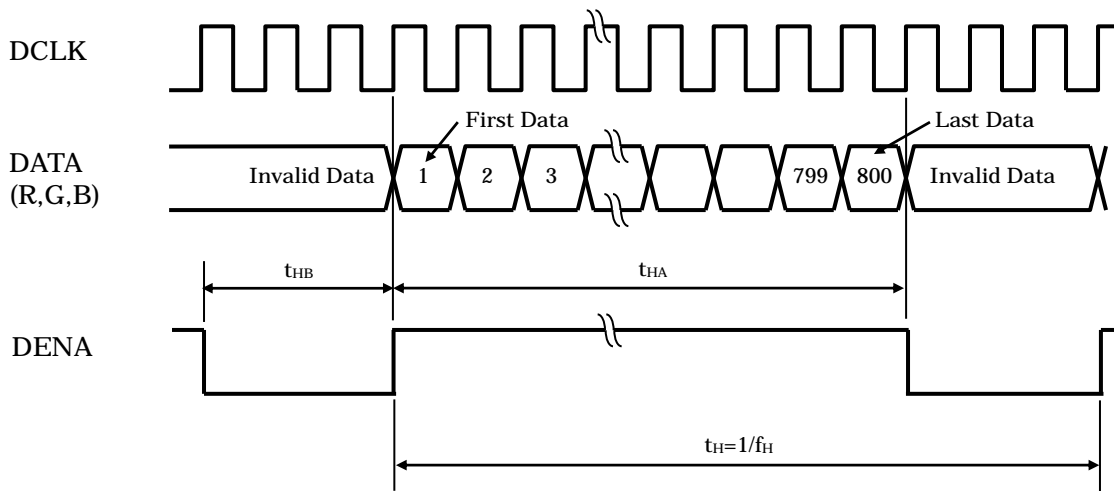 DCLK
First Data
Last Data
DATA
(R,G,B)
Invalid Data
1
2
3
799
800
Invalid Data
tHB
tHA
DENA
tH=1/fH